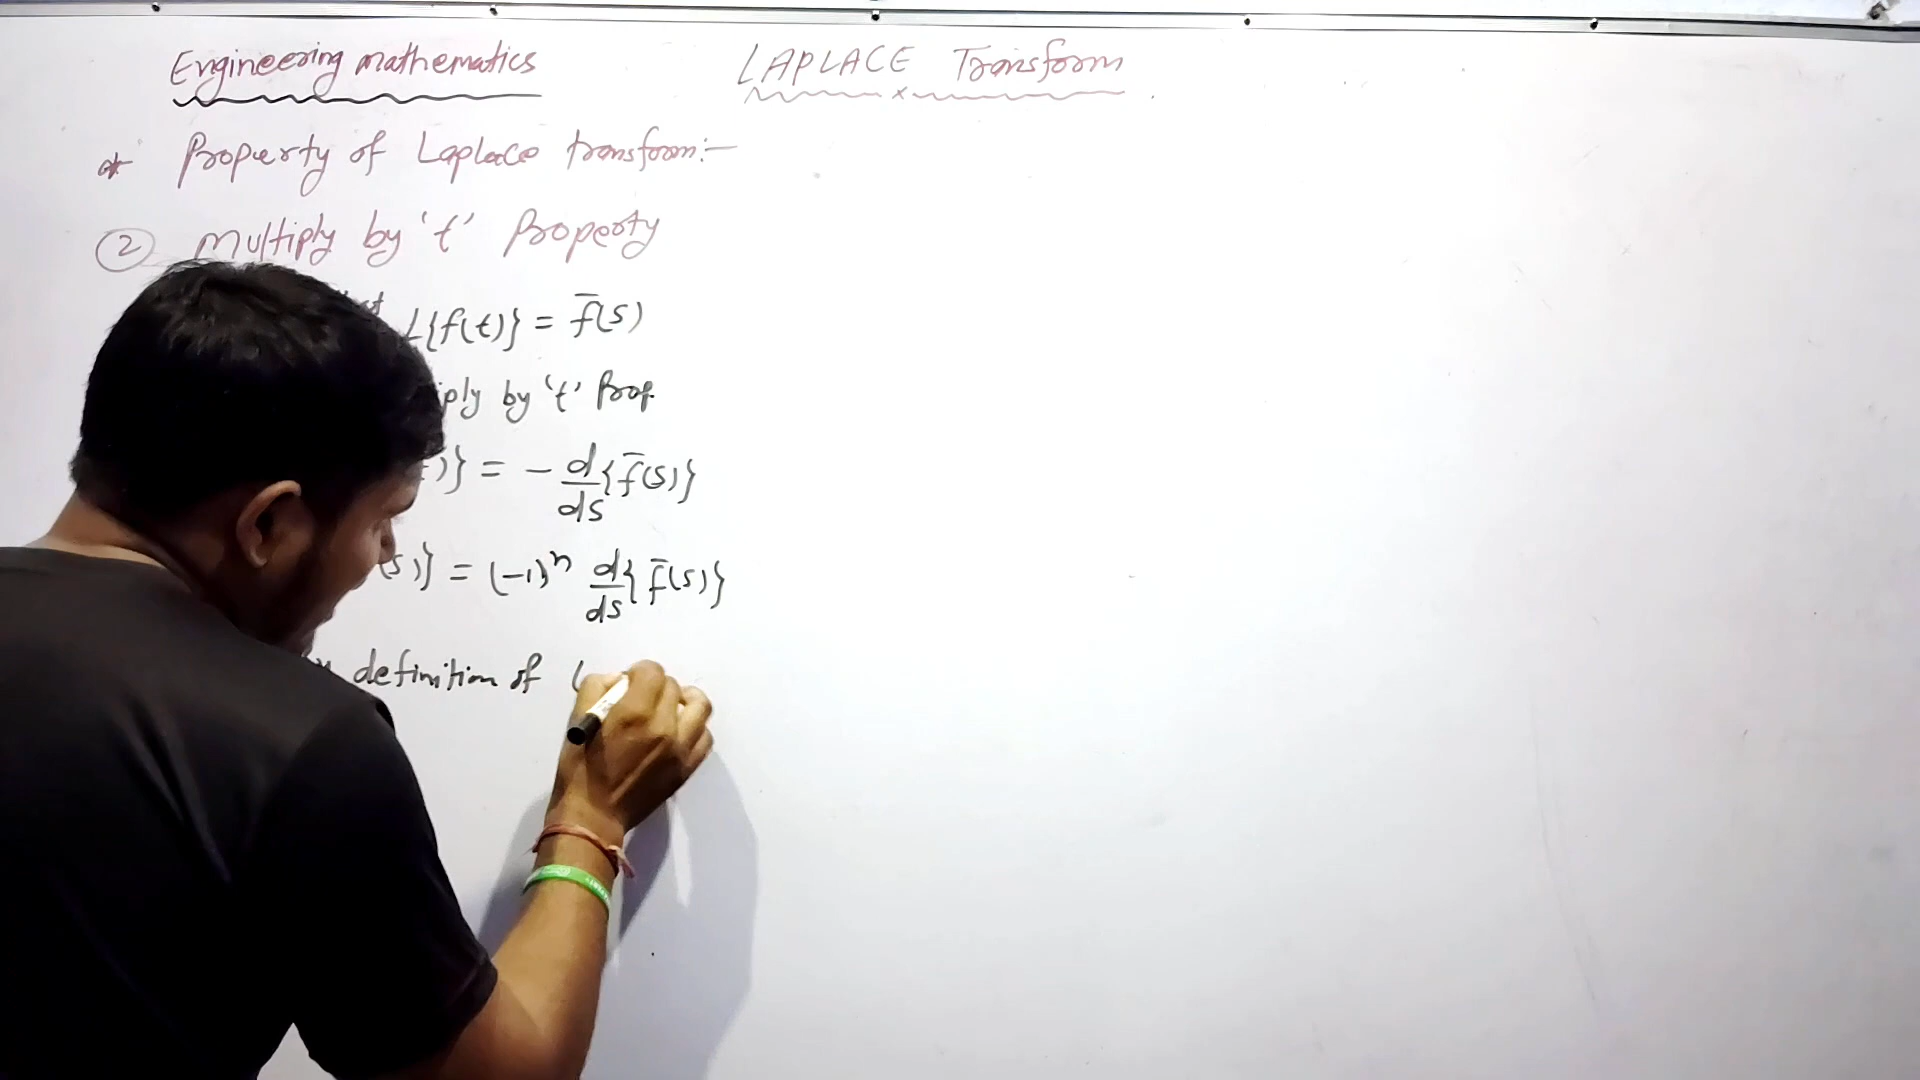 Engineering mathematics
LAPLACE Transform
* Property of Laplace transform:-
② Multiply by 't' Property
L{f(t)} = f̄(s)
by 't' Prop.
)} = - d/ds {f̄(s)}
(s)} = (-1)ⁿ d/ds {f̄(s)}
definition of